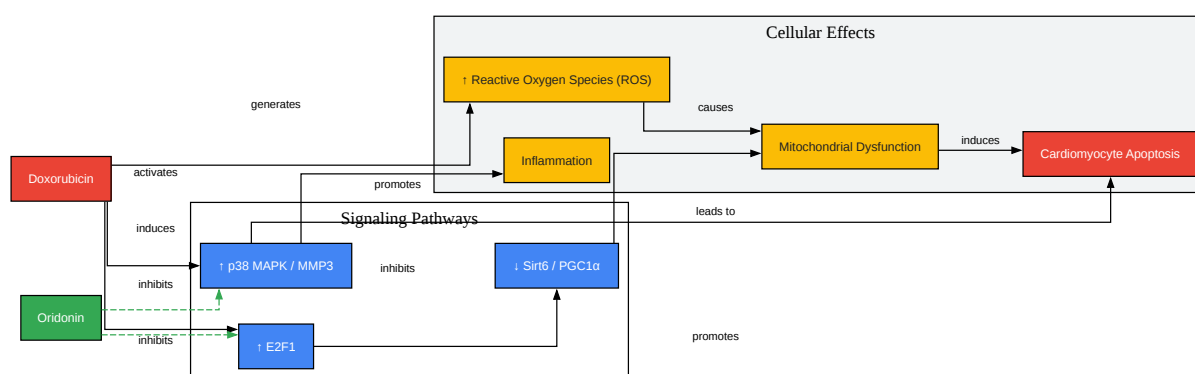 Cellular Effects
↑ Reactive Oxygen Species (ROS)
generates
causes
Mitochondrial Dysfunction
induces
Cardiomyocyte Apoptosis
Inflammation
Doxorubicin
activates
promotes
leads to
Signaling Pathways
induces
↑ p38 MAPK / MMP3
inhibits
↓ Sirt6 / PGC1α
inhibits
Oridonin
inhibits
↑ E2F1
promotes